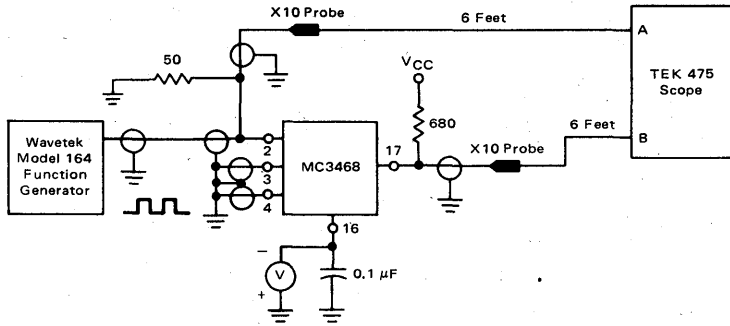 X10 Probe
6 Feet
A
TEK 475
Scope
50
VCC
680
6 Feet
B
X10 Probe
Wavetek
Model 164
Function
Generator
2
3
4
MC3468
17
16
−
V
+
0.1 μF